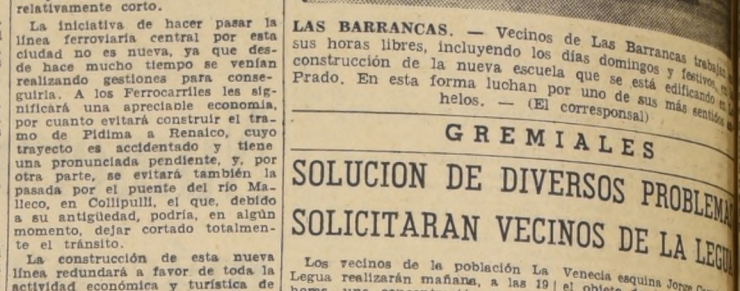 relativamente corto.
La iniciativa de hacer pasar la
línea ferroviaria central por esta
ciudad no es nueva, ya que des-
de hace mucho tiempo se venían
realizando gestiones para conse-
guirla. A los Ferrocarriles les sig-
nificará una apreciable economía,
por cuanto evitará construir el tra-
mo de Pidima a Renaico, cuyo
trayecto es accidentado y tiene
una pronunciada pendiente, y, por
otra parte, se evitará también la
pasada por el puente del río Ma-
lleco, en Collipulli, el que, debido
a su antigüedad, podría, en algún
momento, dejar cortado totalmen-
te el tránsito.
La construcción de esta nueva
línea redundará a favor de toda la
actividad económica y turística de
LAS BARRANCAS. — Vecinos de Las Barrancas trabajan
sus horas libres, incluyendo los días domingos y festivos,
construcción de la nueva escuela que se está edificando
Prado. En esta forma luchan por uno de sus más sentidos
helos. — (El corresponsal)
GREMIALES
SOLUCION DE DIVERSOS PROBLEMAS
SOLICITARAN VECINOS DE LA LEGUA
Los vecinos de la población La
Legua realizarán mañana, a las 19
Venecia esquina Jorge
el objeto de